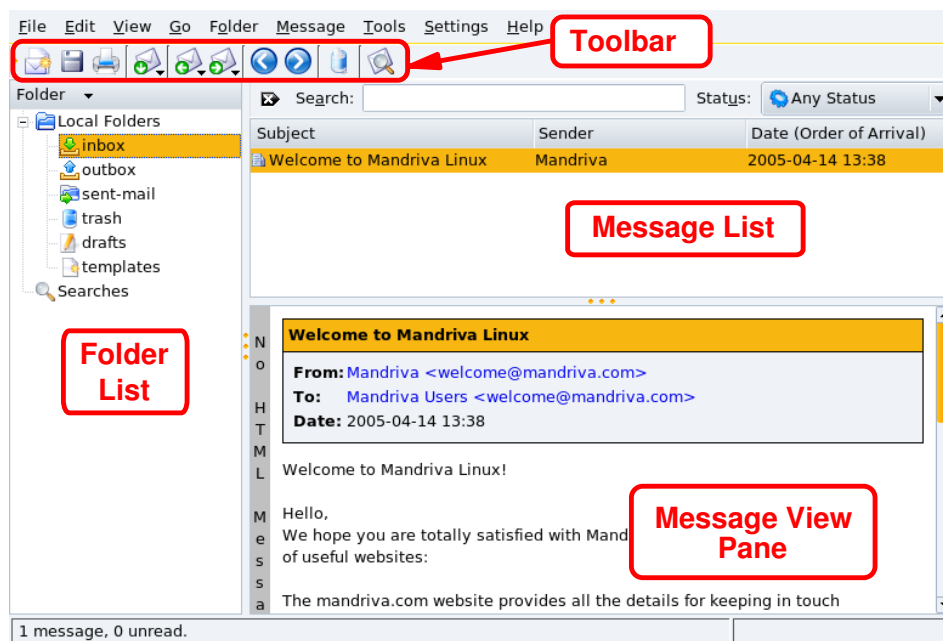 File Edit View Go Folder Message Tools Settings Help
Toolbar
Folder
Local Folders
inbox
outbox
sent-mail
trash
drafts
templates
Searches
Folder
List
Search:
Status: Any Status
Subject Sender Date (Order of Arrival)
Welcome to Mandriva Linux Mandriva 2005-04-14 13:38
Message List
No HTML Messa
Welcome to Mandriva Linux
From: Mandriva <welcome@mandriva.com>
To: Mandriva Users <welcome@mandriva.com>
Date: 2005-04-14 13:38
Welcome to Mandriva Linux!
Hello,
We hope you are totally satisfied with Mand
of useful websites:
The mandriva.com website provides all the details for keeping in touch
Message View
Pane
1 message, 0 unread.